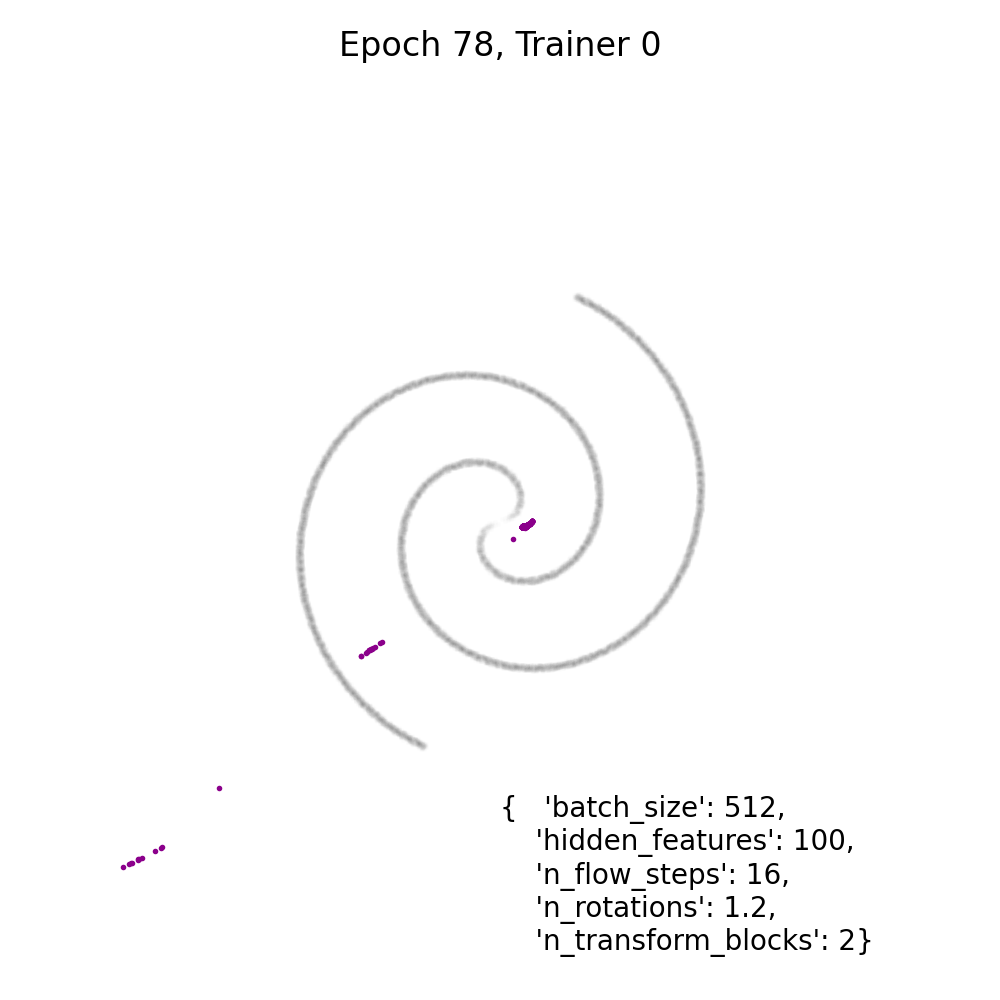 Epoch 78, Trainer 0
{ 'batch_size': 512,
'hidden_features': 100,
'n_flow_steps': 16,
'n_rotations': 1.2,
'n_transform_blocks': 2}